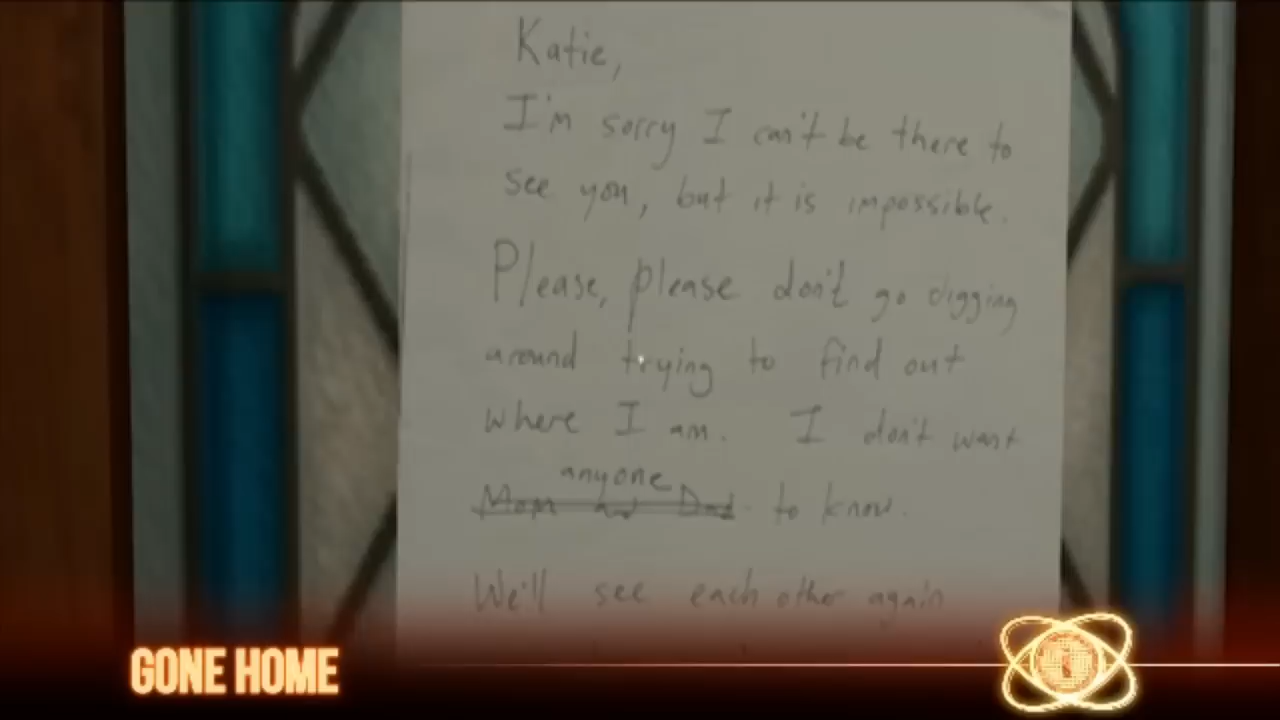 Katie,
I'm sorry I can't be there to
see you, but it is impossible.
Please, please don't go digging
around trying to find out
where I am. I don't want
anyone
Mom and Dad to know.
We'll see each other again
GONE HOME